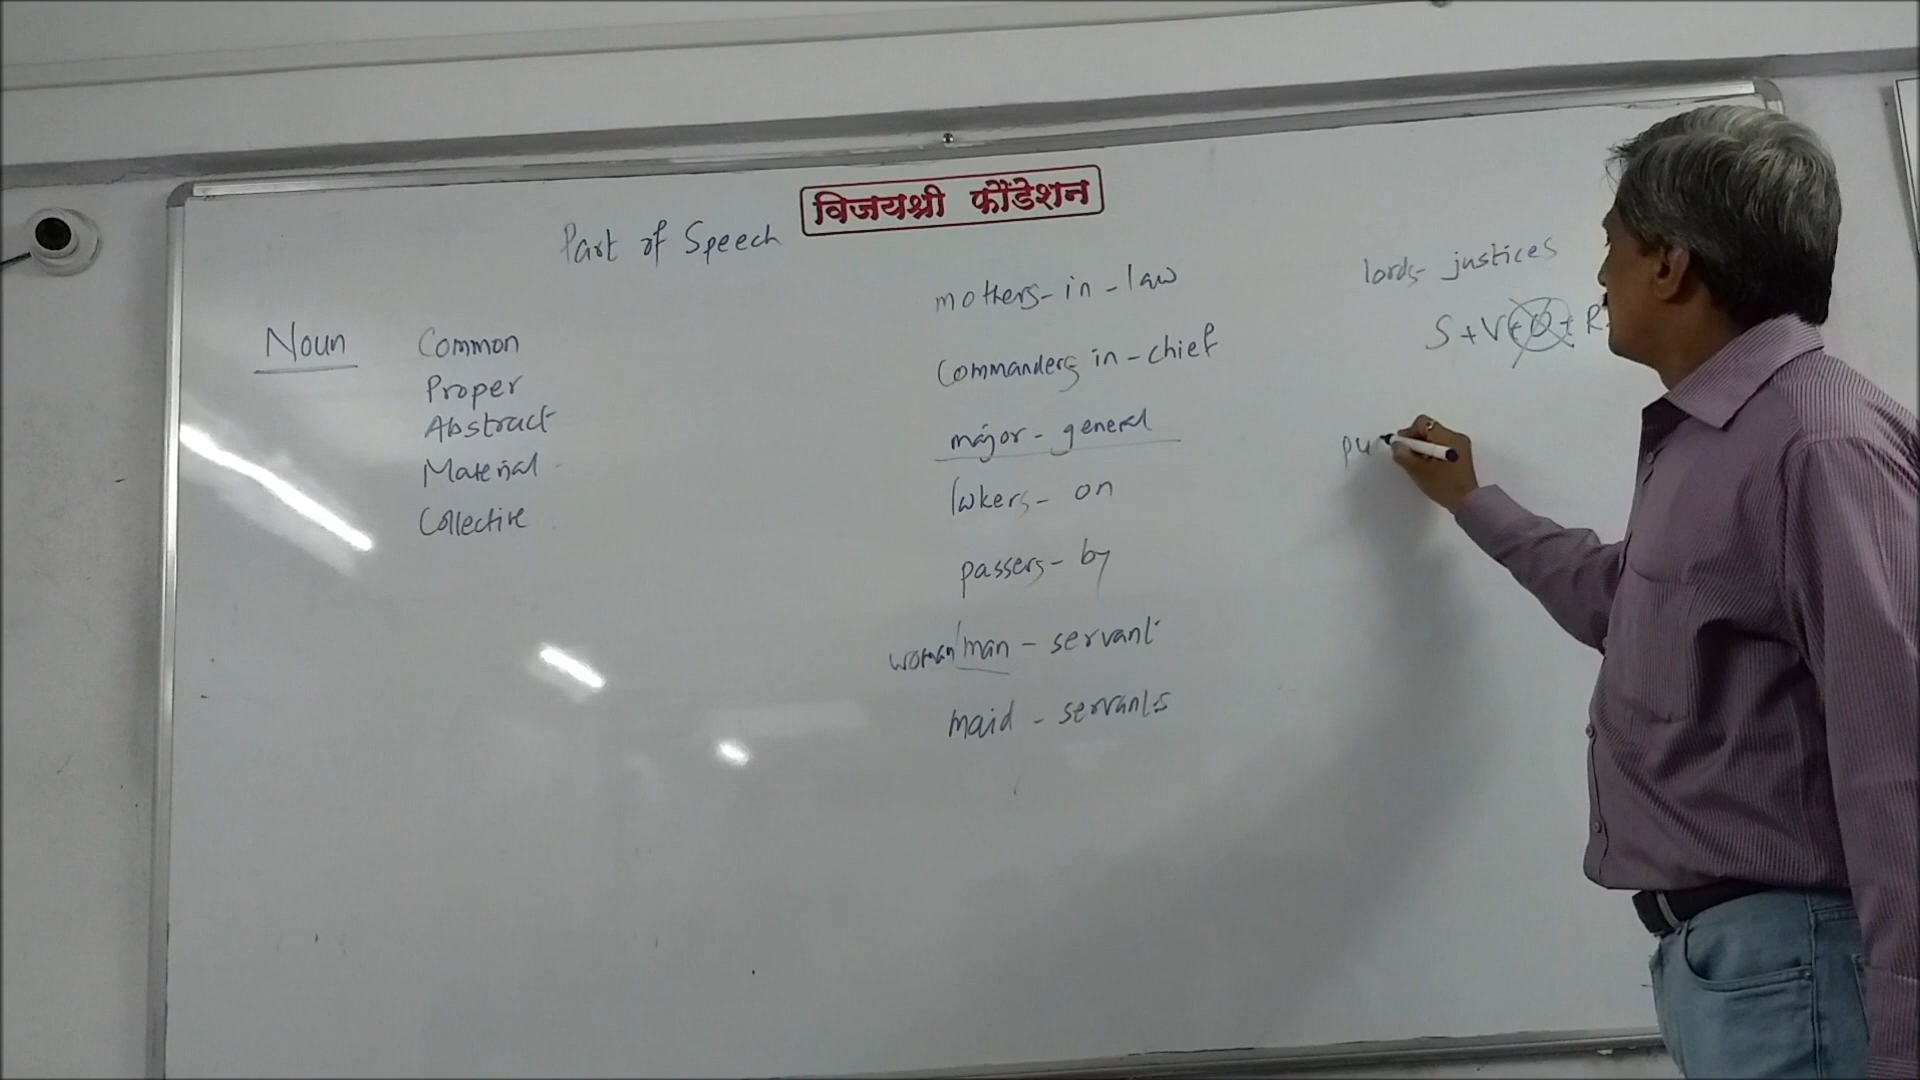 विजयश्री फौंडेशन
Part of Speech
Noun
Common
Proper
Abstract
Material
Collective
mothers-in-law
Commanders in-chief
major-general
lookers-on
passers-by
woman/man-servant
maid-servants
lords-justices
S+V+O+R
pu